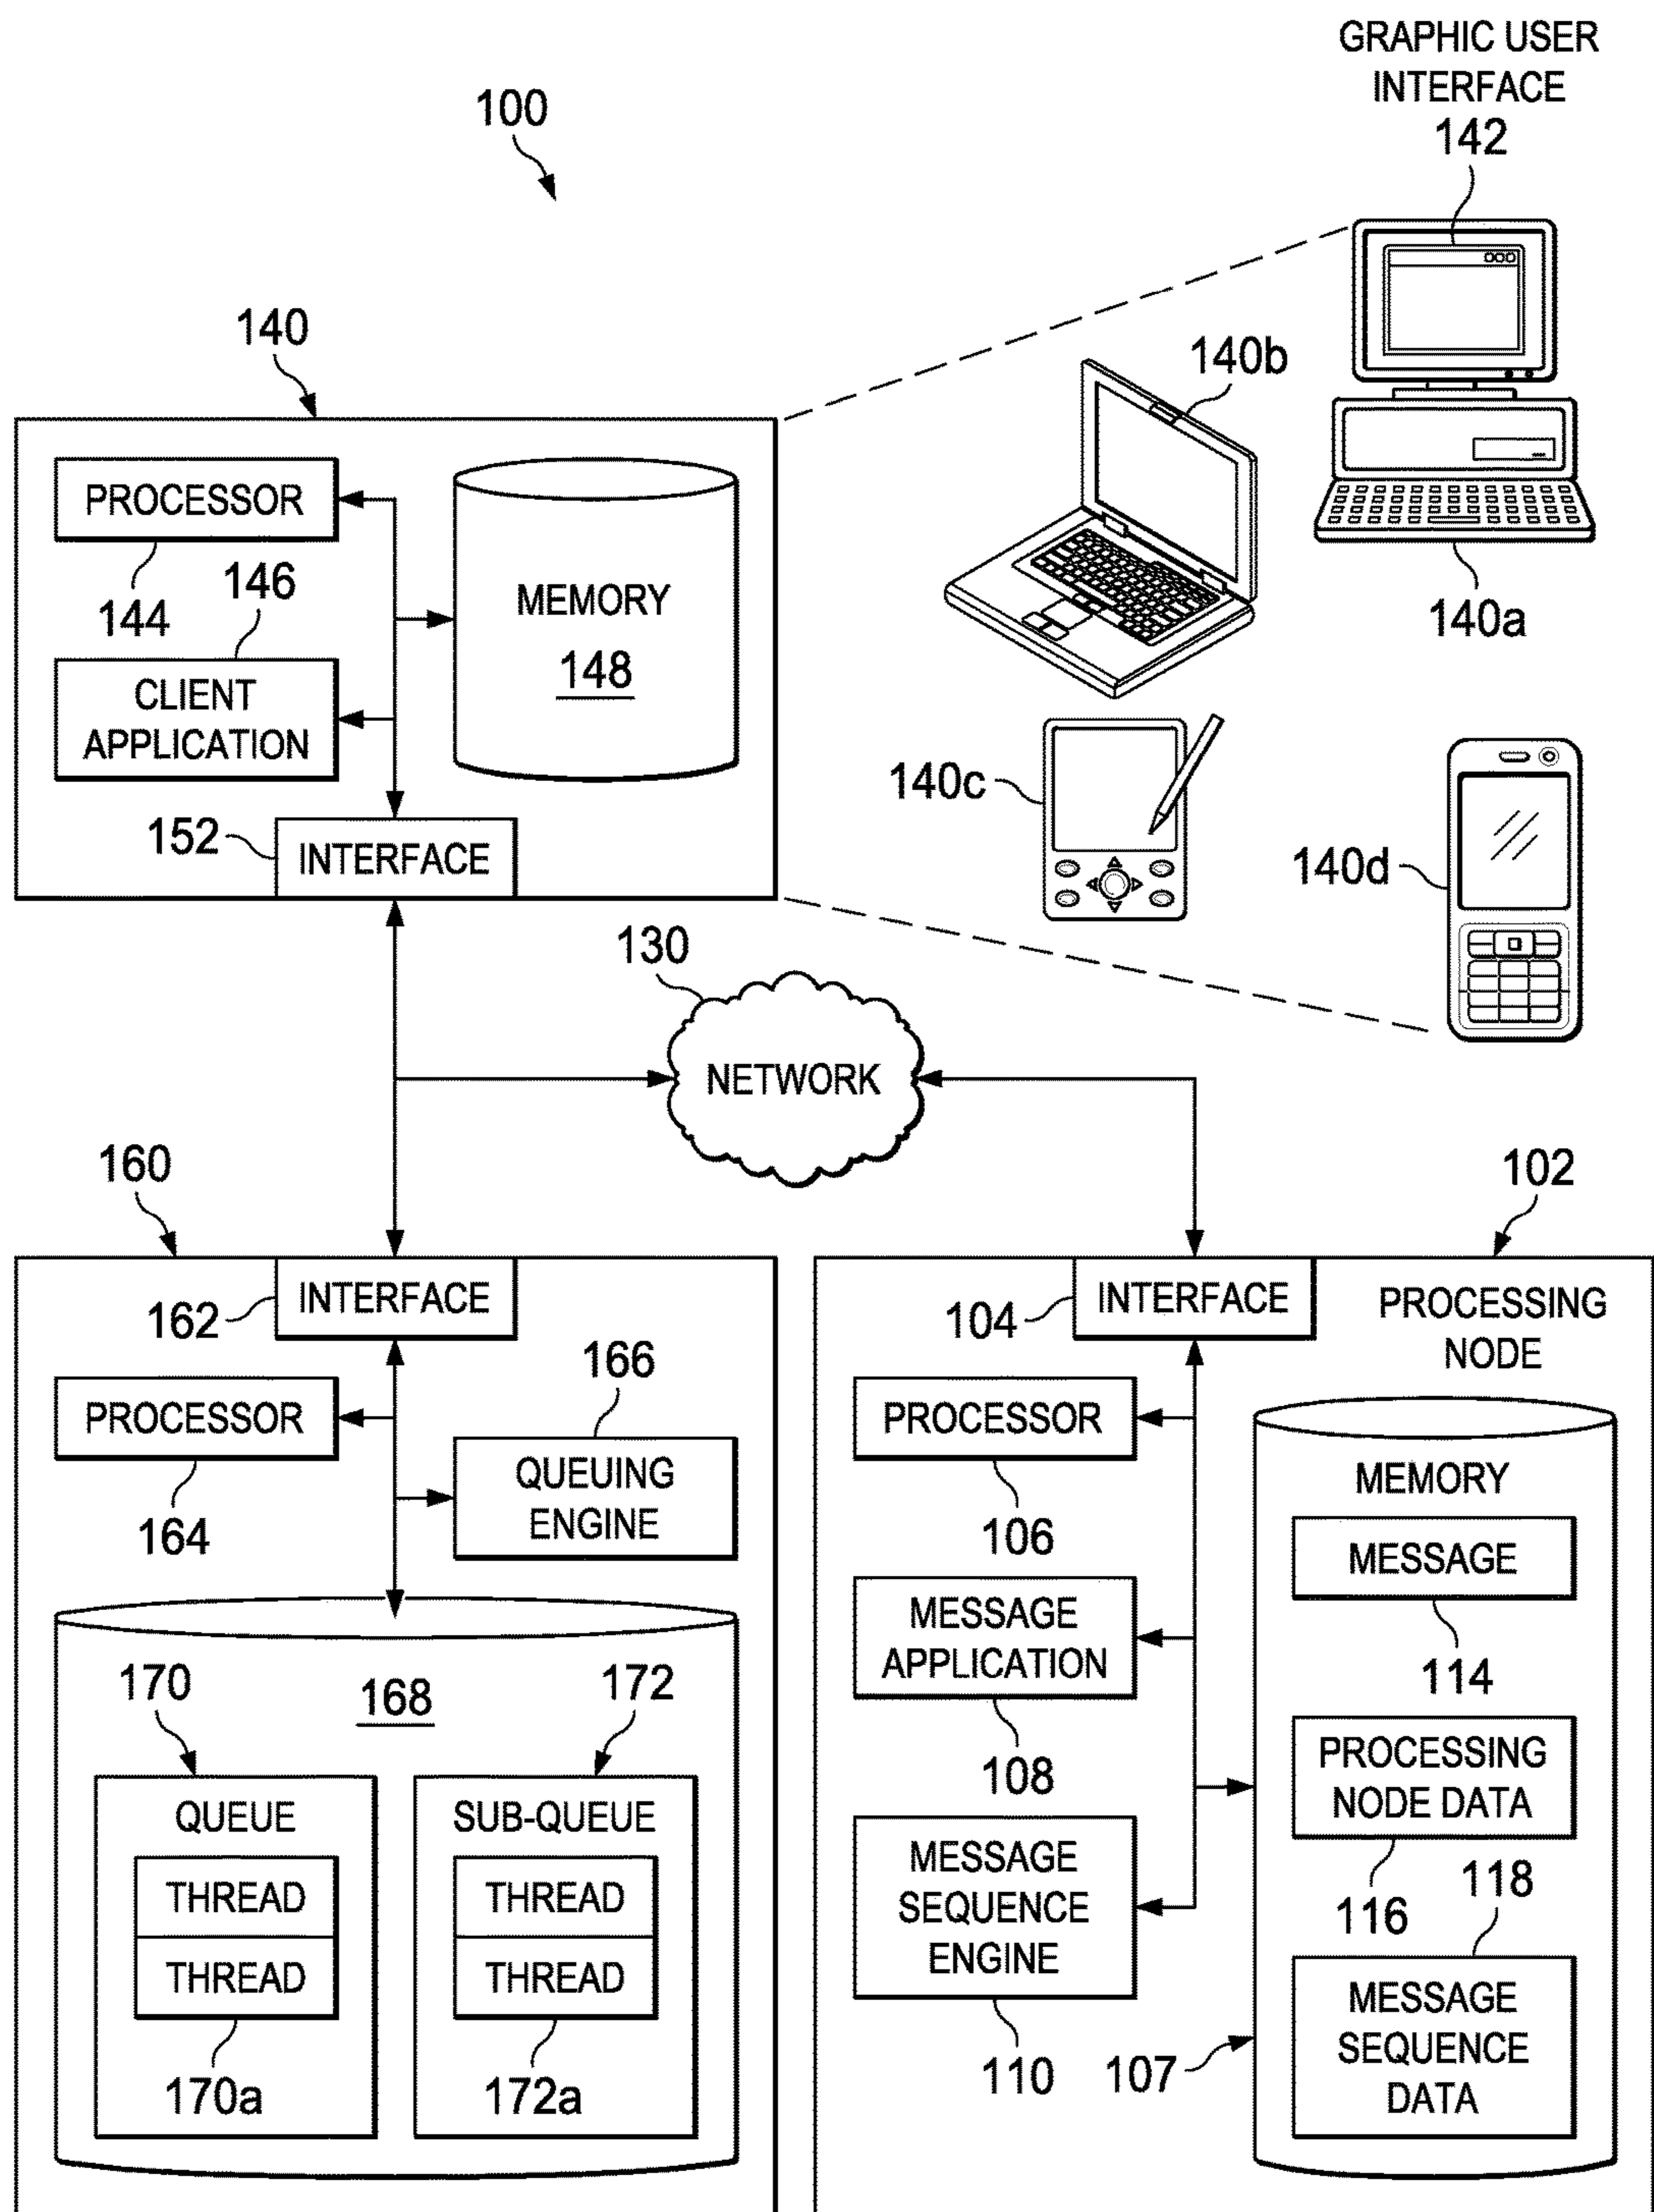 GRAPHIC USER
INTERFACE
142
100
140
140b
PROCESSOR
144
146
MEMORY
148
CLIENT
APPLICATION
140a
152
INTERFACE
140c
140d
130
NETWORK
160
102
162
INTERFACE
104
INTERFACE
PROCESSING
NODE
166
PROCESSOR
164
QUEUING
ENGINE
PROCESSOR
106
MEMORY
MESSAGE
114
MESSAGE
APPLICATION
108
170
168
172
PROCESSING
NODE DATA
116
QUEUE
THREAD
THREAD
170a
SUB-QUEUE
THREAD
THREAD
172a
MESSAGE
SEQUENCE
ENGINE
110
118
107
MESSAGE
SEQUENCE
DATA